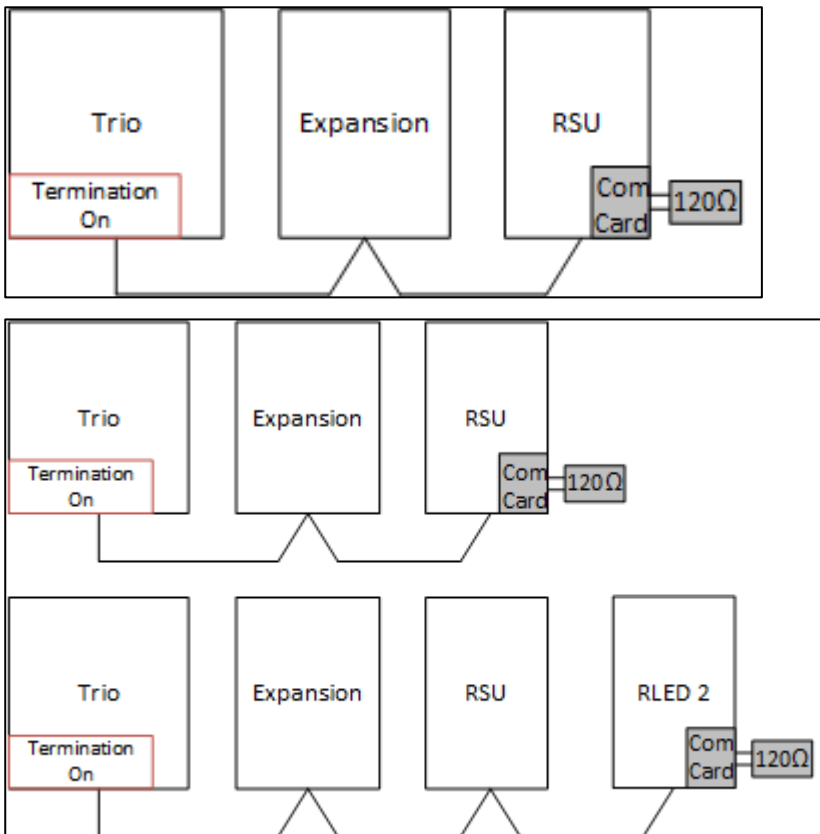 Trio
Expansion
RSU
Termination
On
Com
Card
120Ω
Trio
Expansion
RSU
Termination
On
Com
Card
120Ω
Trio
Expansion
RSU
RLED 2
Termination
On
Com
Card
120Ω